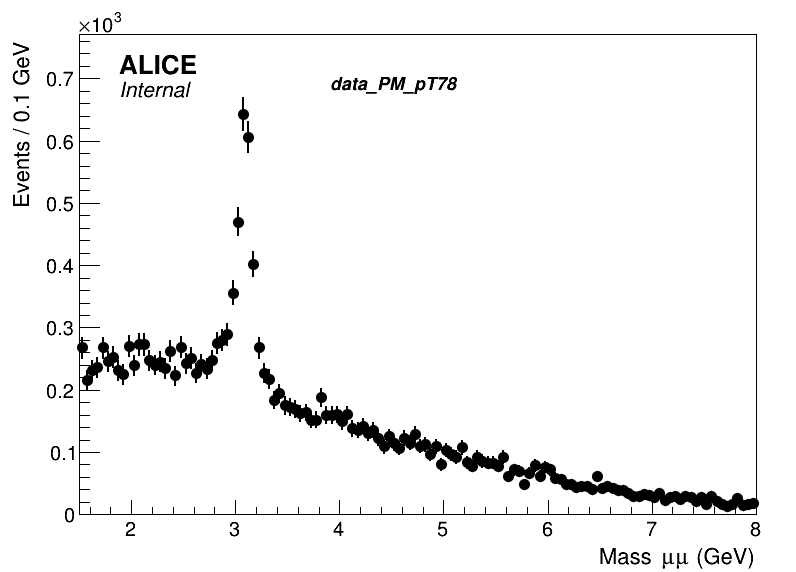 ×10³
ALICE
Internal
data_PM_pT78
Events / 0.1 GeV
0.7
0.6
0.5
0.4
0.3
0.2
0.1
0
2 3 4 5 6 7 8
Mass μμ (GeV)